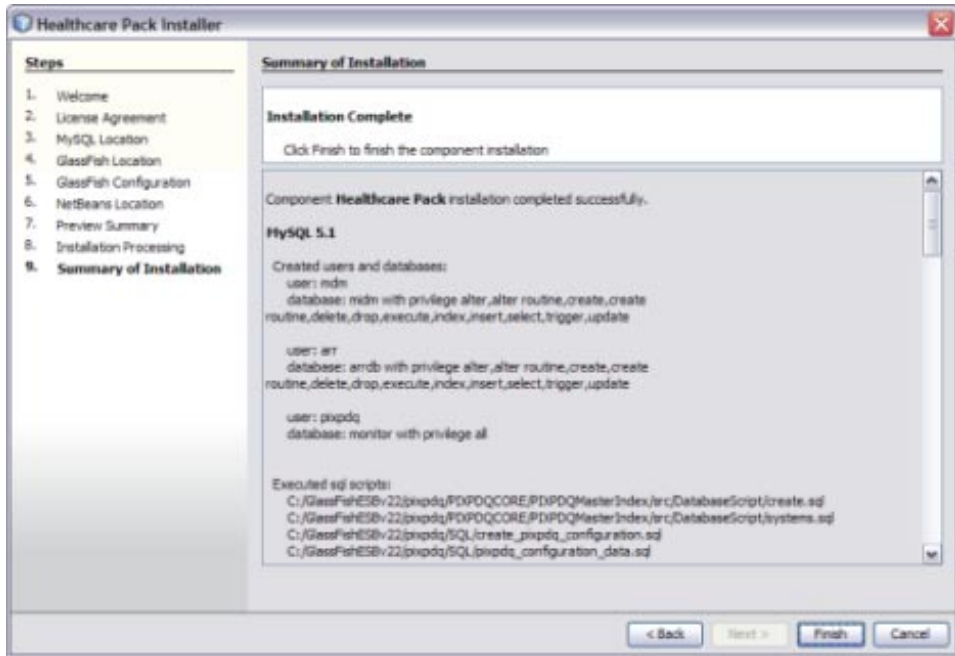 Healthcare Pack Installer
Steps
1. Welcome
2. License Agreement
3. MySQL Location
4. GlassFish Location
5. GlassFish Configuration
6. NetBeans Location
7. Preview Summary
8. Installation Processing
9. Summary of Installation
Summary of Installation
Installation Complete
Click Finish to finish the component installation
Component Healthcare Pack installation completed successfully.
MySQL 5.1
Created users and databases:
user: mdm
database: midm with privilege alter,alter routine,create,create
routine,delete,drop,execute,index,insert,select,trigger,update
user: arr
database: arrdb with privilege alter,alter routine,create,create
routine,delete,drop,execute,index,insert,select,trigger,update
user: pixpdq
database: monitor with privilege all
Executed sql scripts:
C:/GlassFishESBv22/pixpdq/PIXPDQCORE/PIXPDQMasterIndex/src/DatabaseScript/create.sql
C:/GlassFishESBv22/pixpdq/PIXPDQCORE/PIXPDQMasterIndex/src/DatabaseScript/systems.sql
C:/GlassFishESBv22/pixpdq/SQL/create_pixpdq_configuration.sql
C:/GlassFishESBv22/pixpdq/SQL/pixpdq_configuration_data.sql
< Back
Next >
Finish
Cancel